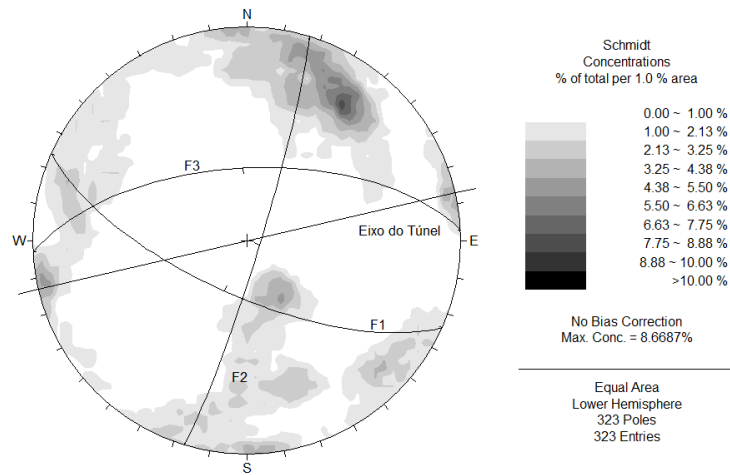 N
Schmidt
Concentrations
% of total per 1.0 % area
0.00 ~ 1.00 %
1.00 ~ 2.13 %
2.13 ~ 3.25 %
3.25 ~ 4.38 %
4.38 ~ 5.50 %
5.50 ~ 6.63 %
6.63 ~ 7.75 %
7.75 ~ 8.88 %
8.88 ~ 10.00 %
>10.00 %
F3
Eixo do Túnel
W
E
F1
F2
S
No Bias Correction
Max. Conc. = 8.6687%
Equal Area
Lower Hemisphere
323 Poles
323 Entries